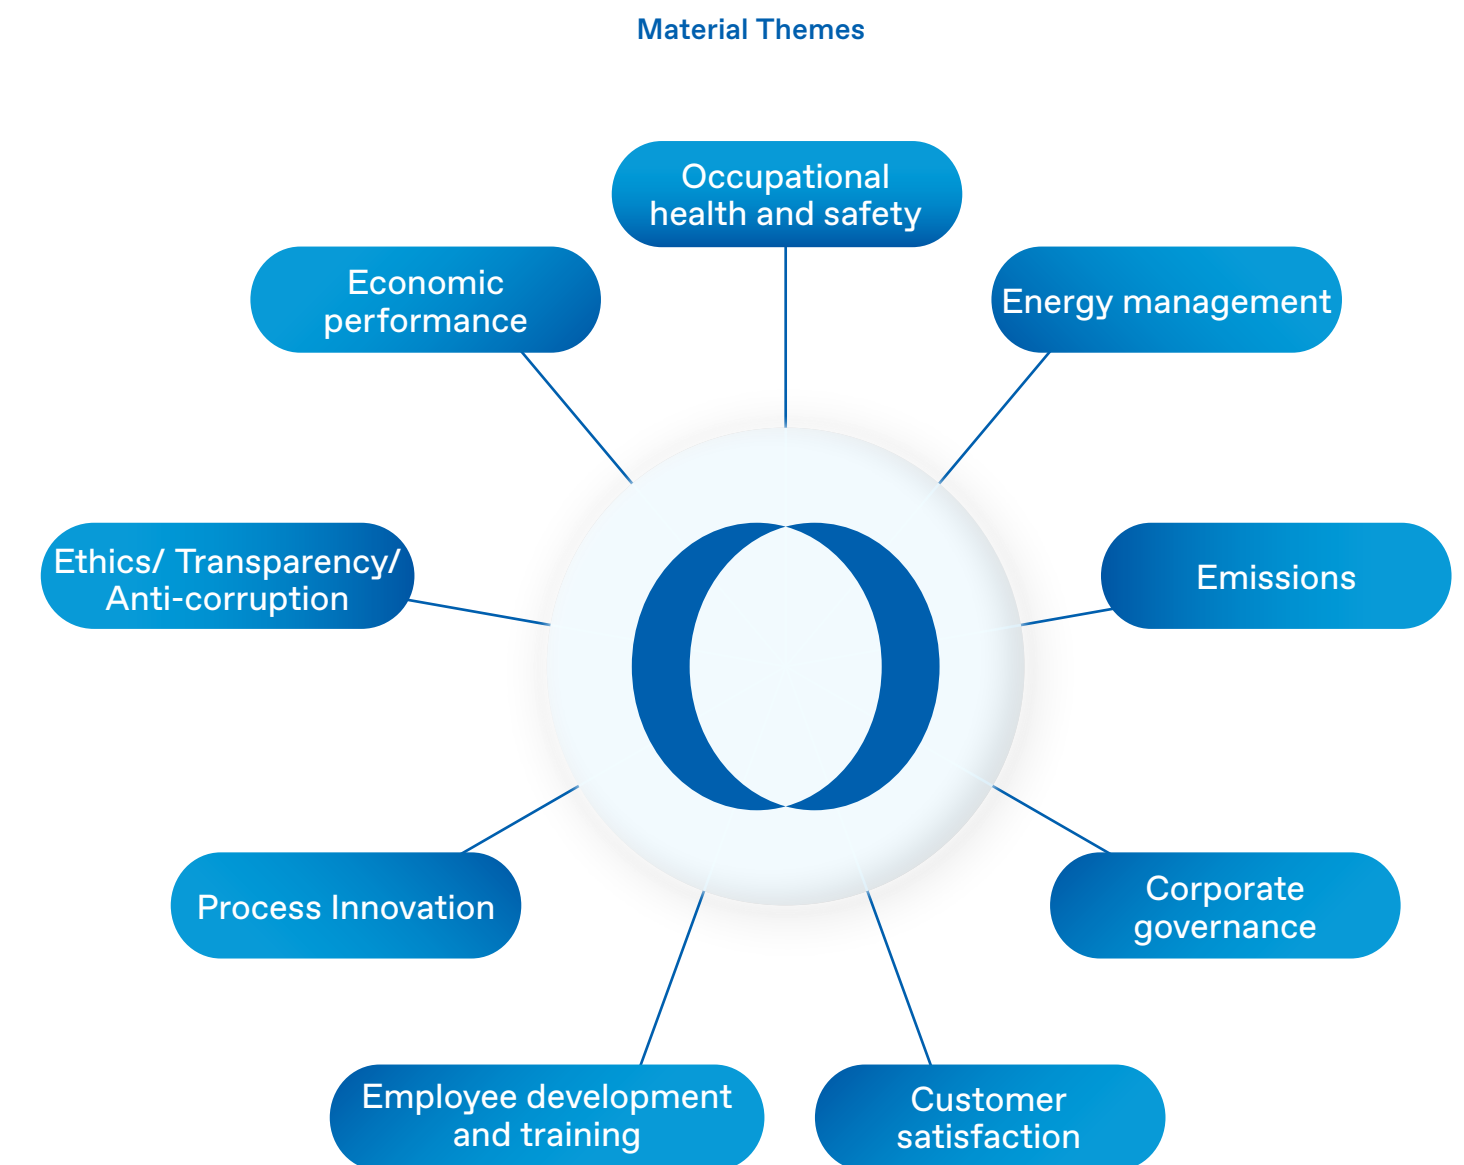 Material Themes
Occupational
health and safety
Economic
performance
Energy management
Ethics/ Transparency/
Anti-corruption
Emissions
Process Innovation
Corporate
governance
Employee development
and training
Customer
satisfaction